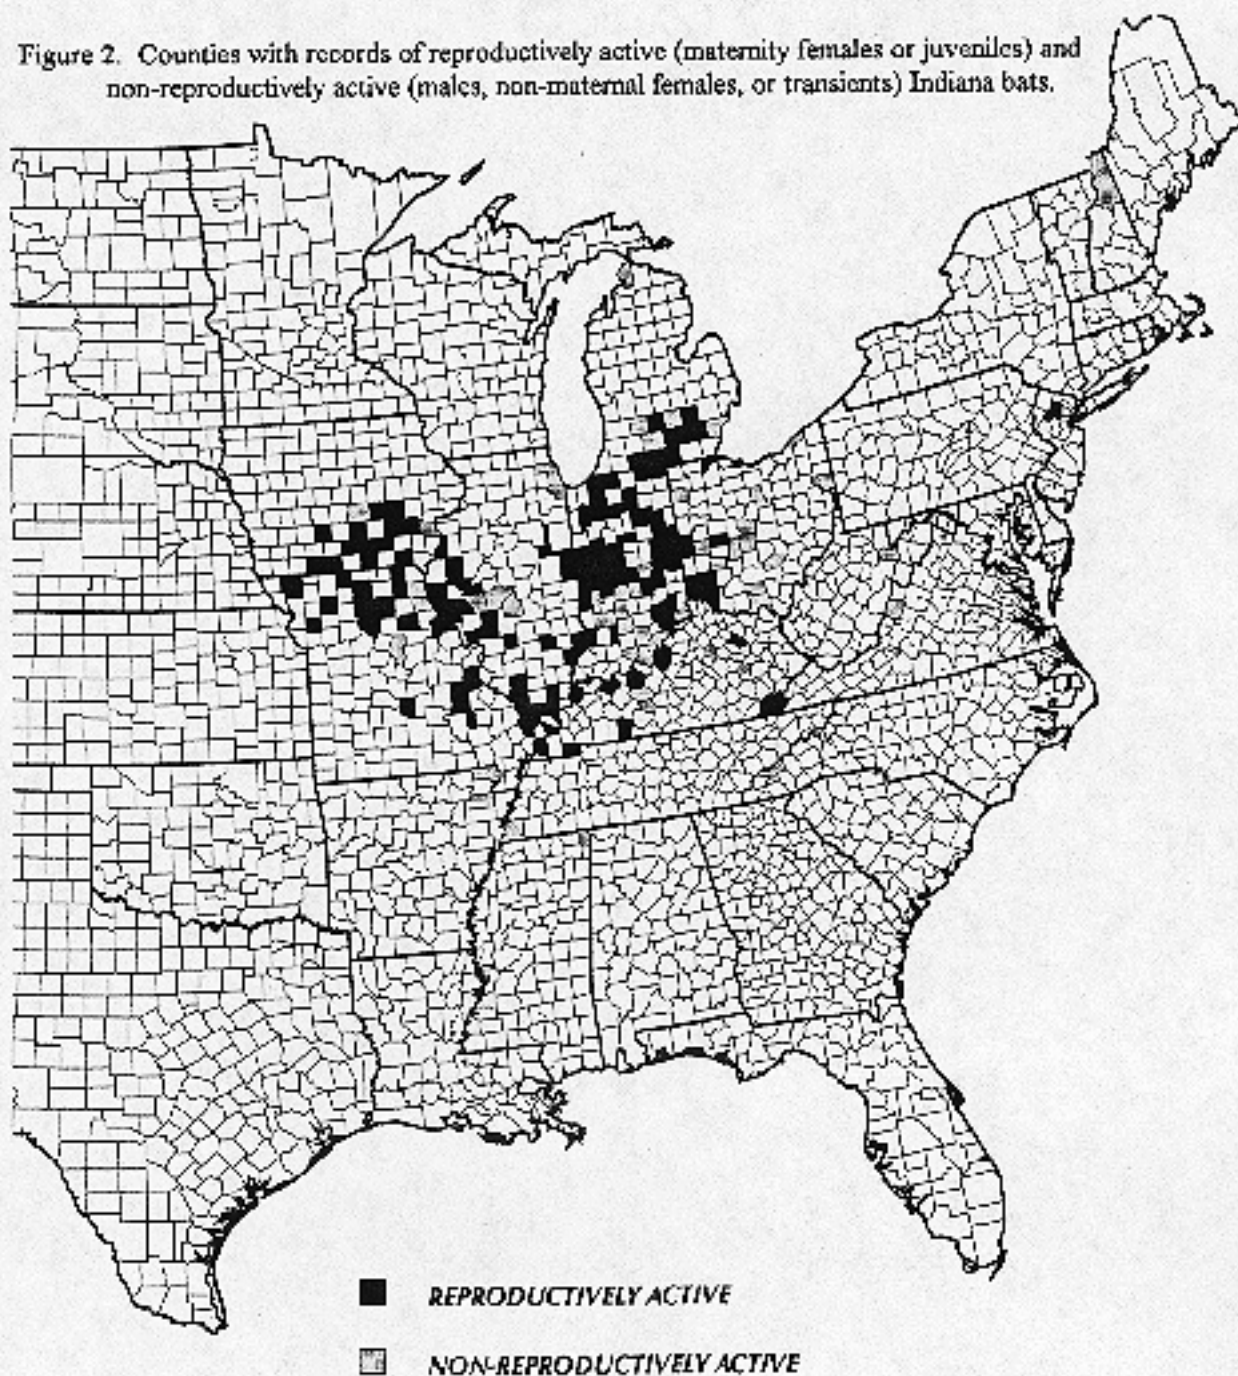 Figure 2. Counties with records of reproductively active (maternity females or juveniles) and
non-reproductively active (males, non-maternal females, or transients) Indiana bats.
REPRODUCTIVELY ACTIVE
NON-REPRODUCTIVELY ACTIVE